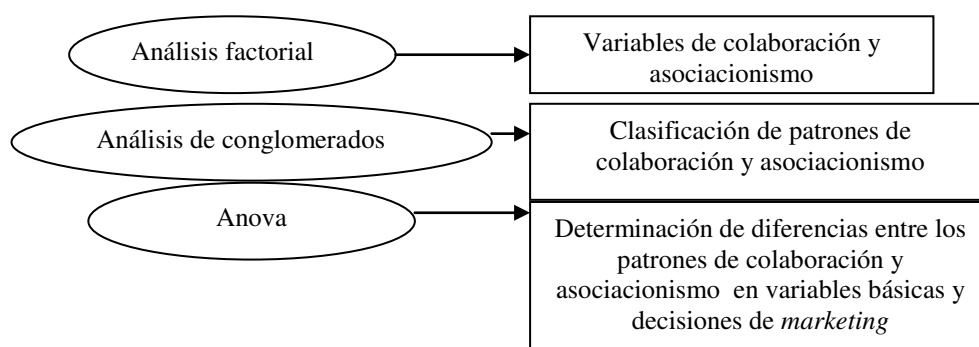 Análisis factorial
Variables de colaboración y
asociacionismo
Análisis de conglomerados
Clasificación de patrones de
colaboración y asociacionismo
Anova
Determinación de diferencias entre los
patrones de colaboración y
asociacionismo en variables básicas y
decisiones de marketing